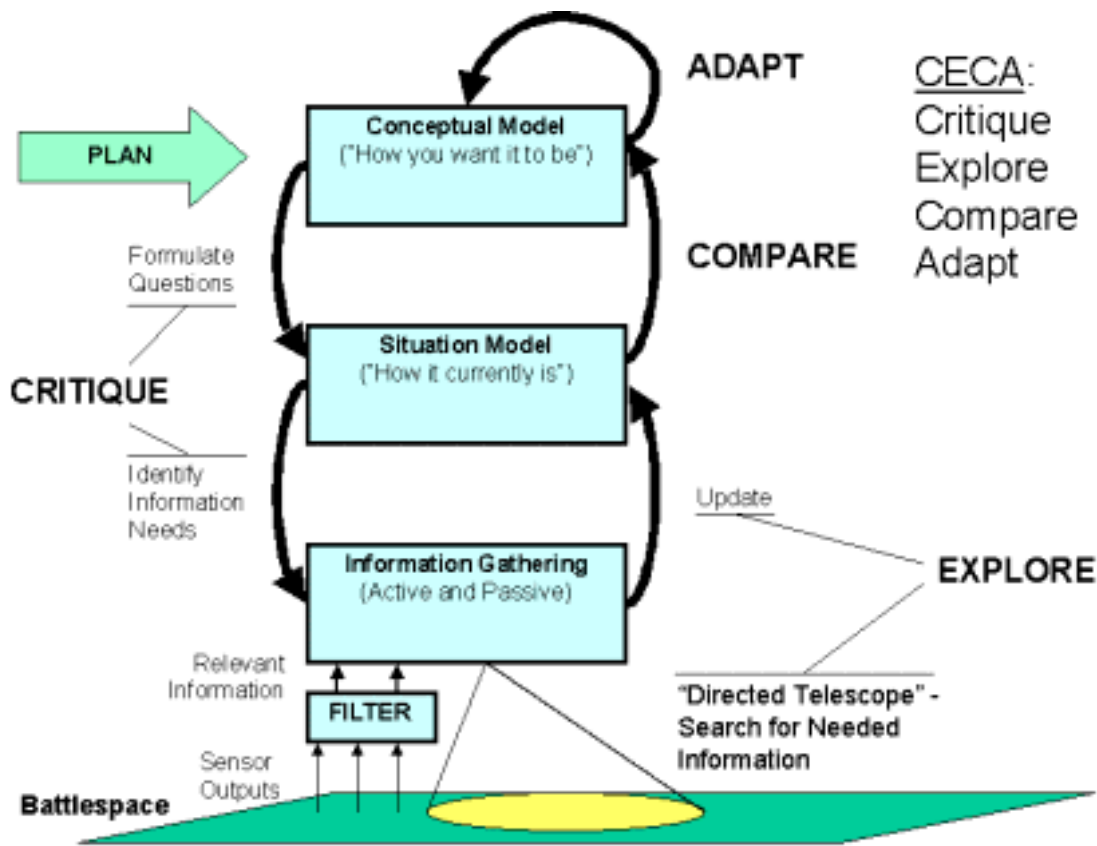 ADAPT
CECA:
Critique
Explore
Compare
Adapt
PLAN
Conceptual Model
("How you want it to be")
Formulate
Questions
COMPARE
CRITIQUE
Situation Model
("How it currently is")
Identify
Information
Needs
Update
EXPLORE
Information Gathering
(Active and Passive)
Relevant
Information
FILTER
"Directed Telescope" -
Search for Needed
Information
Sensor
Outputs
Battlespace